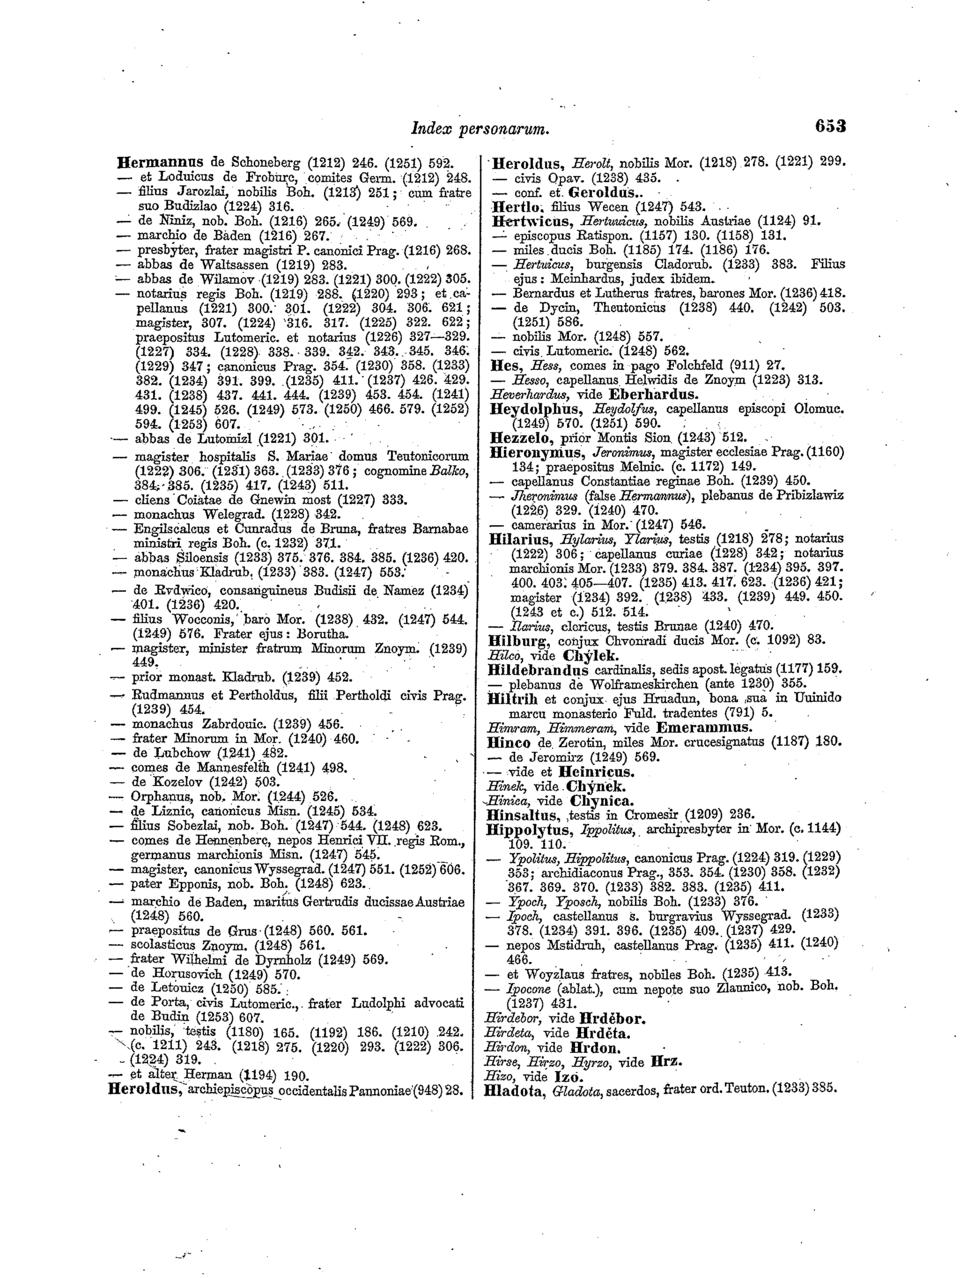 Index personarum. 653
Hermannus de Schoneberg (1212) 246. (1251) 592.
— et Loduicus de Froburc, comites Germ. (1212) 248.
— filius Jarozlai, nobilis Boh. (1213) 251; cum fratre
suo Budizlao (1224) 316.
— de Niniz, nob. Boh. (1216) 265. (1249) 569.
— marchio de Baden (1216) 267.
— presbyter, frater magistri P. canonici Prag. (1216) 268.
— abbas de Waltsassen (1219) 283.
— abbas de Wilamov (1219) 283. (1221) 300. (1222) 305.
— notarius regis Boh. (1219) 288. (1220) 293; et ca-
pellanus (1221) 300. 301. (1222) 304. 306. 621;
magister, 307. (1224) 316. 317. (1225) 322. 622;
praepositus Lutomeric. et notarius (1226) 327—329.
(1227) 334. (1228) 338. 339. 342. 343. 345. 346.
(1229) 347; canonicus Prag. 354. (1230) 358. (1233)
382. (1234) 391. 399. (1235) 411. (1237) 426. 429.
431. (1238) 437. 441. 444. (1239) 453. 454. (1241)
499. (1245) 526. (1249) 573. (1250) 466. 579. (1252)
594. (1253) 607.
— abbas de Lutomizl (1221) 301.
— magister hospitalis S. Mariae domus Teutonicorum
(1222) 306. (1231) 363. (1233) 376; cognomine Balko,
384. 385. (1235) 417. (1243) 511.
— cliens Coiatae de Gnewin most (1227) 333.
— monachus Welegrad. (1228) 342.
— Engilscalcus et Cunradus de Bruna, fratres Barnabae
ministri regis Boh. (c. 1232) 371.
— abbas Siloensis (1233) 375. 376. 384. 385. (1236) 420.
— monachus Kladrub. (1233) 383. (1247) 553.
— de Rvdwico, consanguineus Budisii de Namez (1234)
401. (1236) 420.
— filius Wocconis, baro Mor. (1238) 432. (1247) 544.
(1249) 576. Frater ejus: Borutha.
— magister, minister fratrum Minorum Znoym. (1239)
449.
— prior monast. Kladrub. (1239) 452.
— Rudmannus et Pertholdus, filii Pertholdi civis Prag.
(1239) 454.
— monachus Zabrdouic. (1239) 456.
— frater Minorum in Mor. (1240) 460.
— de Lubchow (1241) 482.
— comes de Mannesfelth (1241) 498.
— de Kozelov (1242) 503.
— Orphanus, nob. Mor. (1244) 526.
— de Liznic, canonicus Misn. (1245) 534.
— filius Sobezlai, nob. Boh. (1247) 544. (1248) 623.
— comes de Hennenberc, nepos Henrici VII. regis Rom.,
germanus marchionis Misn. (1247) 545.
— magister, canonicus Wyssegrad. (1247) 551. (1252) 606.
— pater Epponis, nob. Boh. (1248) 623.
— marchio de Baden, maritus Gertrudis ducissae Austriae
(1248) 560.
— praepositus de Grus (1248) 560. 561.
— scolasticus Znoym. (1248) 561.
— frater Wilhelmi de Dyrnholz (1249) 569.
— de Horusovich (1249) 570.
— de Letonicz (1250) 585.
— de Porta, civis Lutomeric., frater Ludolphi advocati
de Budin (1253) 607.
— nobilis, testis (1180) 165. (1192) 186. (1210) 242.
(c. 1211) 243. (1218) 275. (1220) 293. (1222) 306.
(1224) 319.
— et alter Herman (1194) 190.
Heroldus, archiepiscopus occidentalis Pannoniae (948) 28.
Heroldus, Herolt, nobilis Mor. (1218) 278. (1221) 299.
— civis Opav. (1238) 435.
— conf. et Geroldus.
Hertlo, filius Wecen (1247) 543.
Hertwicus, Hertuuicus, nobilis Austriae (1124) 91.
— episcopus Ratispon. (1157) 130. (1158) 131.
— miles ducis Boh. (1185) 174. (1186) 176.
— Hertuicus, burgensis Cladorub. (1233) 383. Filius
ejus: Meinhardus, judex ibidem.
— Bernardus et Lutherus fratres, barones Mor. (1236) 418.
— de Dycin, Theutonicus (1238) 440. (1242) 503.
(1251) 586.
— nobilis Mor. (1248) 557.
— civis Lutomeric. (1248) 562.
Hes, Hess, comes in pago Folchfeld (911) 27.
— Hesso, capellanus Helwidis de Znoym (1223) 313.
Heverhardus, vide Eberhardus.
Heydolphus, Heydolfus, capellanus episcopi Olomuc.
(1249) 570. (1251) 590.
Hezzelo, prior Montis Sion (1243) 512.
Hieronymus, Jeronimus, magister ecclesiae Prag. (1160)
134; praepositus Melnic. (c. 1172) 149.
— capellanus Constantiae reginae Boh. (1239) 450.
— Jheronimus (false Hermannus), plebanus de Pribizlawiz
(1226) 329. (1240) 470.
— camerarius in Mor. (1247) 546.
Hilarius, Hylarius, Ylarius, testis (1218) 278; notarius
(1222) 306; capellanus curiae (1228) 342; notarius
marchionis Mor. (1233) 379. 384. 387. (1234) 395. 397.
400. 403. 405—407. (1235) 413. 417. 623. (1236) 421;
magister (1234) 392. (1238) 433. (1239) 449. 450.
(1243 et c.) 512. 514.
— Ilarius, clericus, testis Brunae (1240) 470.
Hilburg, conjux Chvonradi ducis Mor. (c. 1092) 83.
Hilco, vide Chýlek.
Hildebrandus cardinalis, sedis apost. legatus (1177) 159.
— plebanus de Wolframeskirchen (ante 1230) 355.
Hiltrih et conjux ejus Hruadun, bona sua in Uuinido
marcu monasterio Fuld. tradentes (791) 5.
Himram, Himmeram, vide Emerammus.
Hinco de Zerotin, miles Mor. crucesignatus (1187) 180.
— de Jeromirz (1249) 569.
— vide et Heinricus.
Hinek, vide Chýnek.
Hinica, vide Chynica.
Hinsaltus, testis in Cromesir (1209) 236.
Hippolytus, Ippolitus, archipresbyter in Mor. (c. 1144)
109. 110.
— Ypolitus, Hippolitus, canonicus Prag. (1224) 319. (1229)
353; archidiaconus Prag., 353. 354. (1230) 358. (1232)
367. 369. 370. (1233) 382. 383. (1235) 411.
— Ypoch, Yposch, nobilis Boh. (1233) 376.
— Ipoch, castellanus s. burgravius Wyssegrad. (1233)
378. (1234) 391. 396. (1235) 409. (1237) 429.
— nepos Mstidruh, castellanus Prag. (1235) 411. (1240)
466.
— et Woyzlaus fratres, nobiles Boh. (1235) 413.
— Ipocone (ablat.), cum nepote suo Zlaunico, nob. Boh.
(1237) 431.
Hirdebor, vide Hrdébor.
Hirdeta, vide Hrdéta.
Hirdon, vide Hrdon.
Hirse, Hirzo, Hyrzo, vide Hrz.
Hizo, vide Izo.
Hladota, Gladota, sacerdos, frater ord. Teuton. (1233) 385.